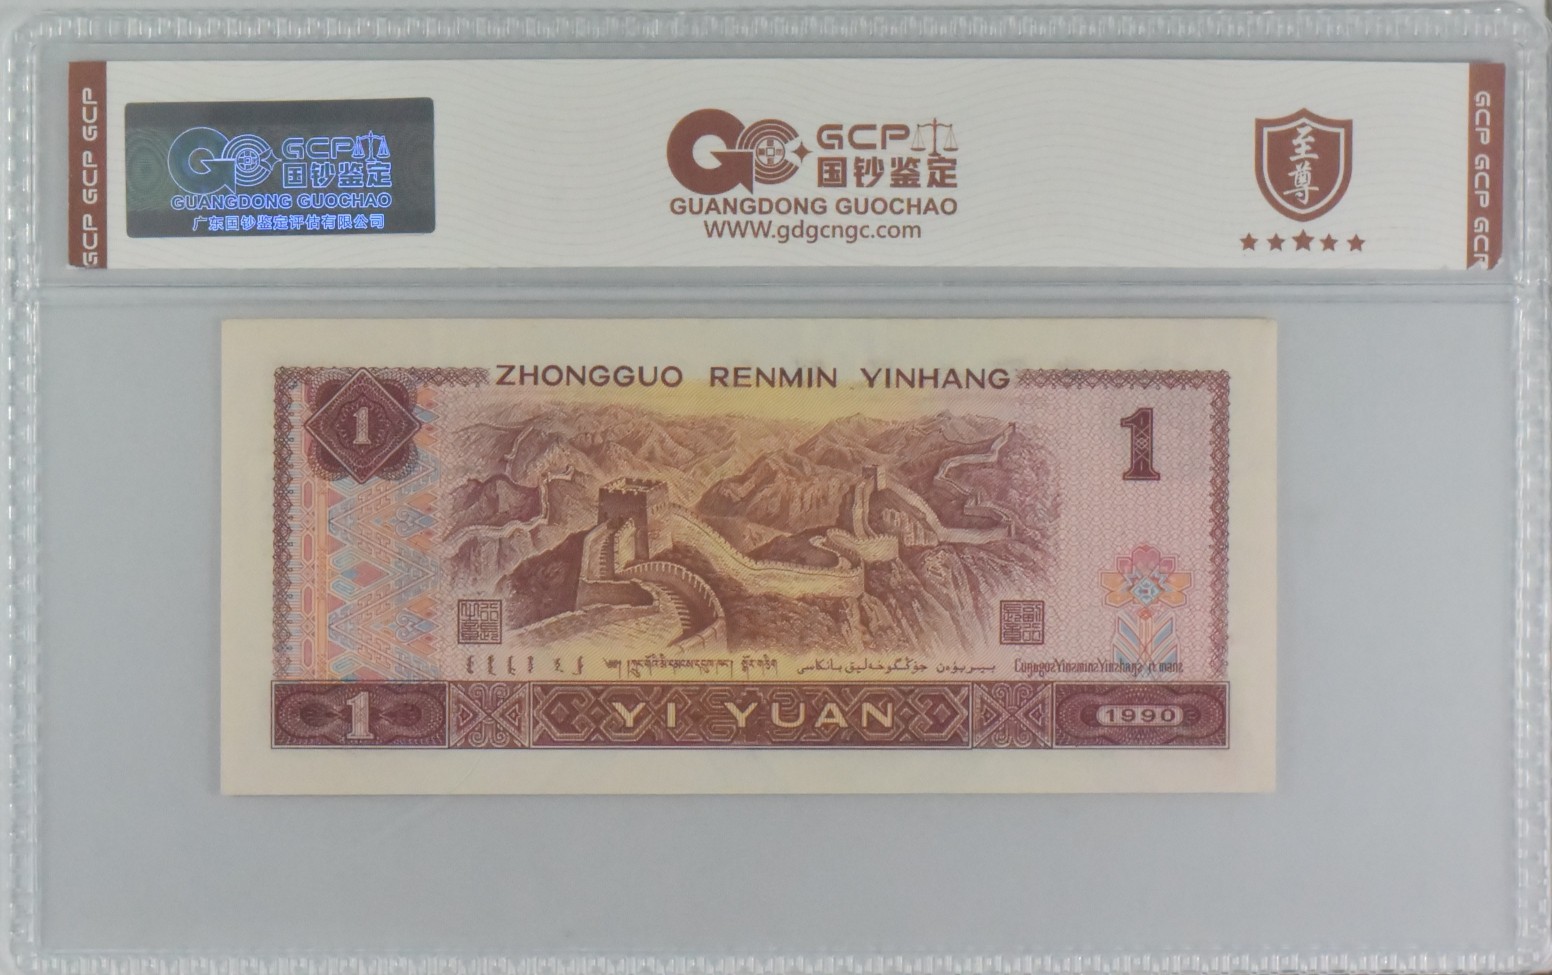 GCP GCP GCP
GCP
国钞鉴定
GUANGDONG GUOCHAO
广东国钞鉴定评估有限公司
GCP
国钞鉴定
GUANGDONG GUOCHAO
WWW.gdgcngc.com
至尊
GCP GCP GCP
ZHONGGUO RENMIN YINHANG
1
1
1
YI YUAN
1990